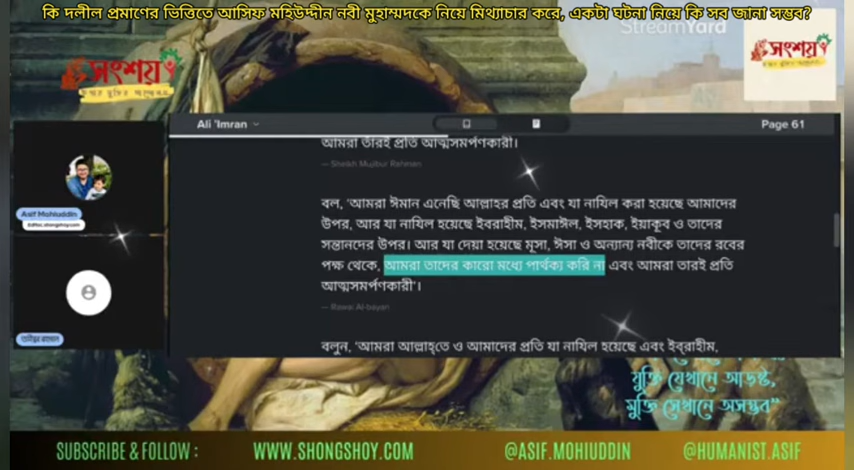 কি দলীল প্রমাণের ভিত্তিতে আসিফ মহিউদ্দীন নবী মুহাম্মদকে নিয়ে মিথ্যাচার করে, একটা ঘটনা নিয়ে কি সব জানা সম্ভব?
StreamYard
সংশয়
সংশয়
Ali 'Imran
Page 61
আমরা তাঁরই প্রতি আত্মসমর্পণকারী।
— Sheikh Mujibur Rahman
Asif Mohiuddin
Editor, shongshoy.com
বল, 'আমরা ঈমান এনেছি আল্লাহর প্রতি এবং যা নাযিল করা হয়েছে আমাদের
উপর, আর যা নাযিল হয়েছে ইবরাহীম, ইসমাঈল, ইসহাক, ইয়াকূব ও তাদের
সন্তানদের উপর। আর যা দেয়া হয়েছে মূসা, ঈসা ও অন্যান্য নবীকে তাদের রবের
পক্ষ থেকে, আমরা তাদের কারো মধ্যে পার্থক্য করি না এবং আমরা তারই প্রতি
আত্মসমর্পণকারী'।
— Rawai Al-bayan
বলুন, 'আমরা আল্লাহ্‌তে ও আমাদের প্রতি যা নাযিল হয়েছে এবং ইব্‌রাহীম,
যুক্তি যেখানে আড়ষ্ট,
মুক্তি সেখানে অসম্ভব"
SUBSCRIBE & FOLLOW :
WWW.SHONGSHOY.COM
@ASIF.MOHIUDDIN
@HUMANIST.ASIF